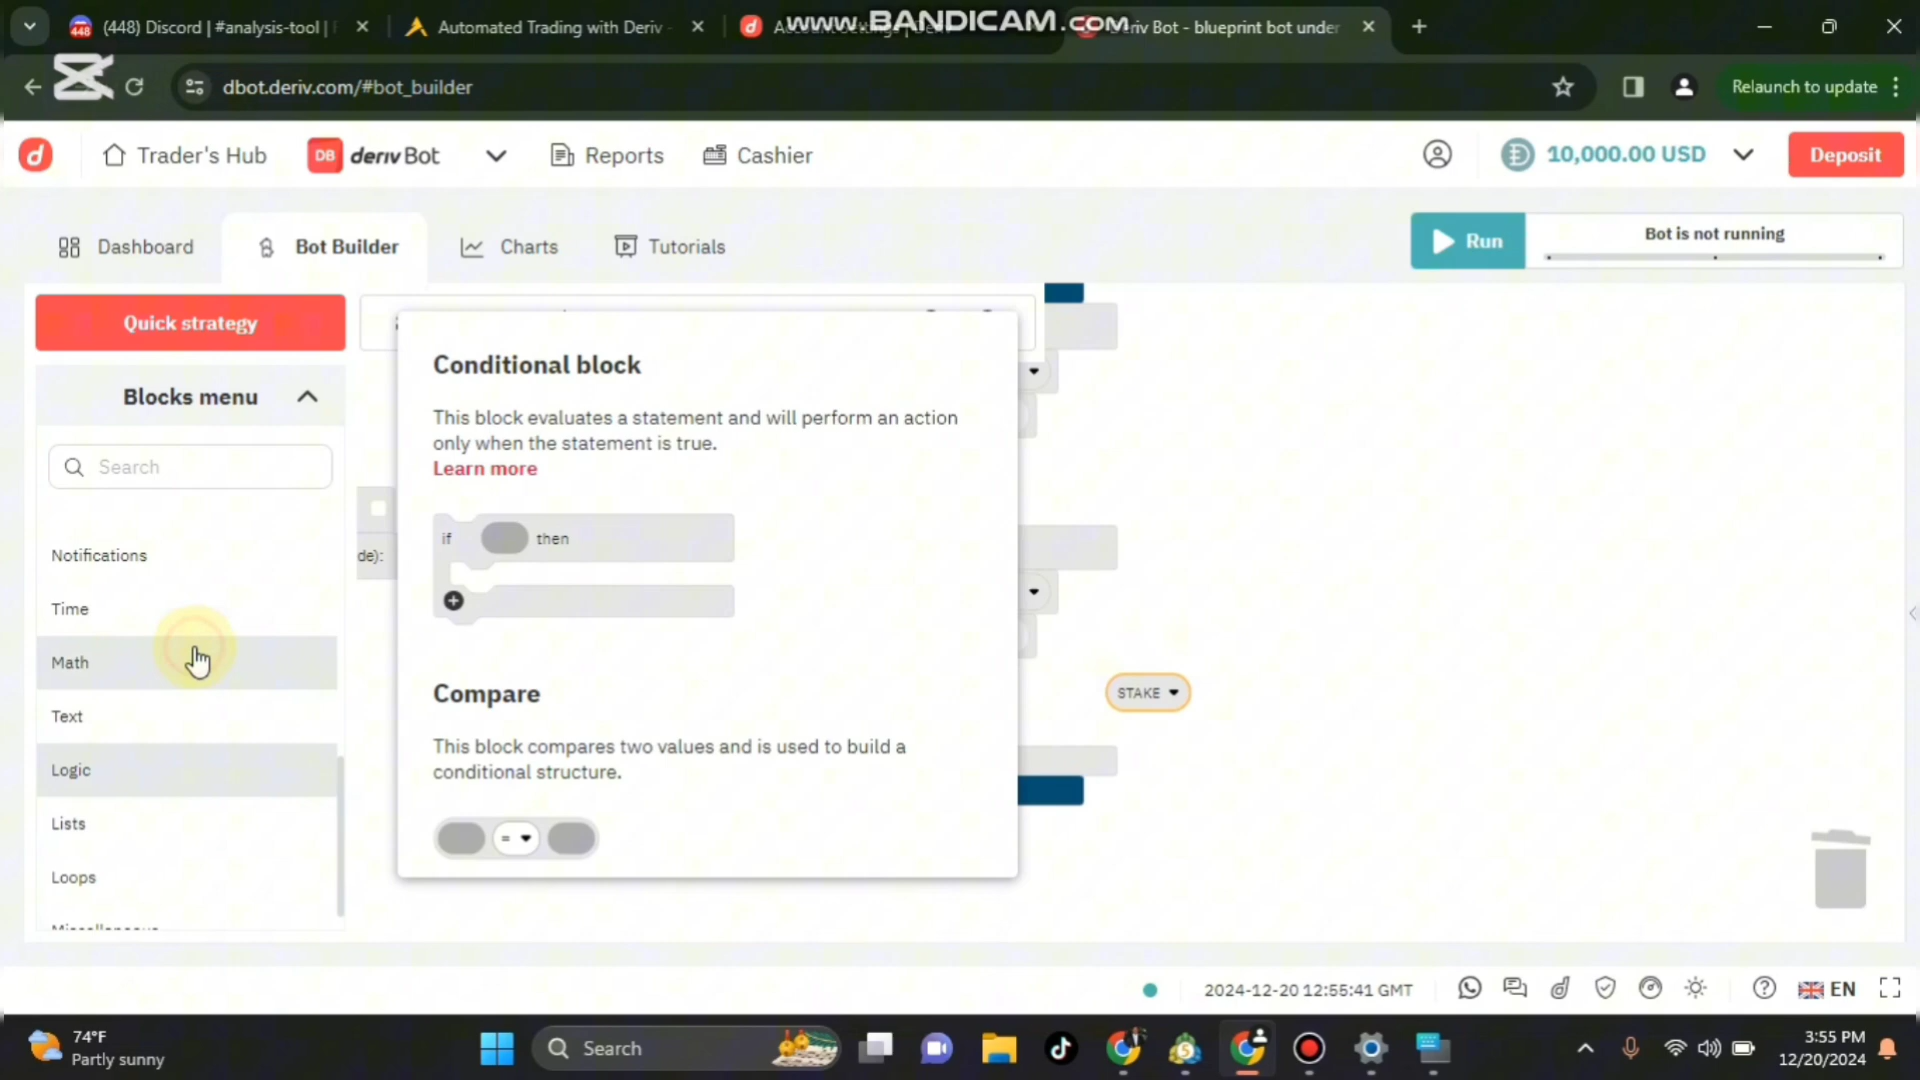 (448) Discord | #analysis-tool |
Automated Trading with Deriv -
Deriv Bot - blueprint bot under
www.BANDICAM.COM
dbot.deriv.com/#bot_builder
Relaunch to update
Trader's Hub
DB deriv Bot
Reports
Cashier
10,000.00 USD
Deposit
Dashboard
Bot Builder
Charts
Tutorials
Run
Bot is not running
Quick strategy
Blocks menu
Search
Notifications
Time
Math
Text
Logic
Lists
Loops
Miscellaneous
de):
Conditional block
This block evaluates a statement and will perform an action
only when the statement is true.
Learn more
if then
Compare
This block compares two values and is used to build a
conditional structure.
=
STAKE
2024-12-20 12:55:41 GMT
EN
74°F
Partly sunny
Search
3:55 PM
12/20/2024